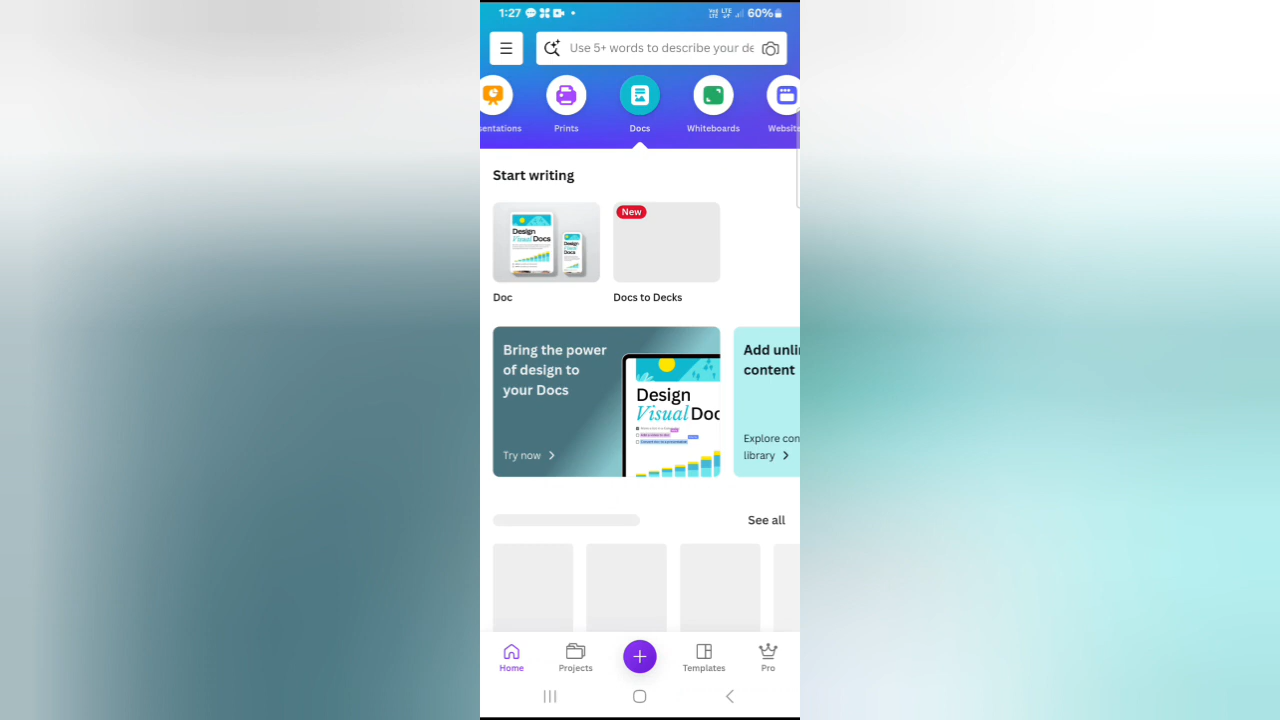 1:27
LTE
60%
Use 5+ words to describe your de
sentations
Prints
Docs
Whiteboards
Website
Start writing
Design
Visual Docs
New
Doc
Docs to Decks
Bring the power
of design to
your Docs
Try now
Design
Visual Doc
Add unli
content
Explore con
library
See all
Home
Projects
Templates
Pro